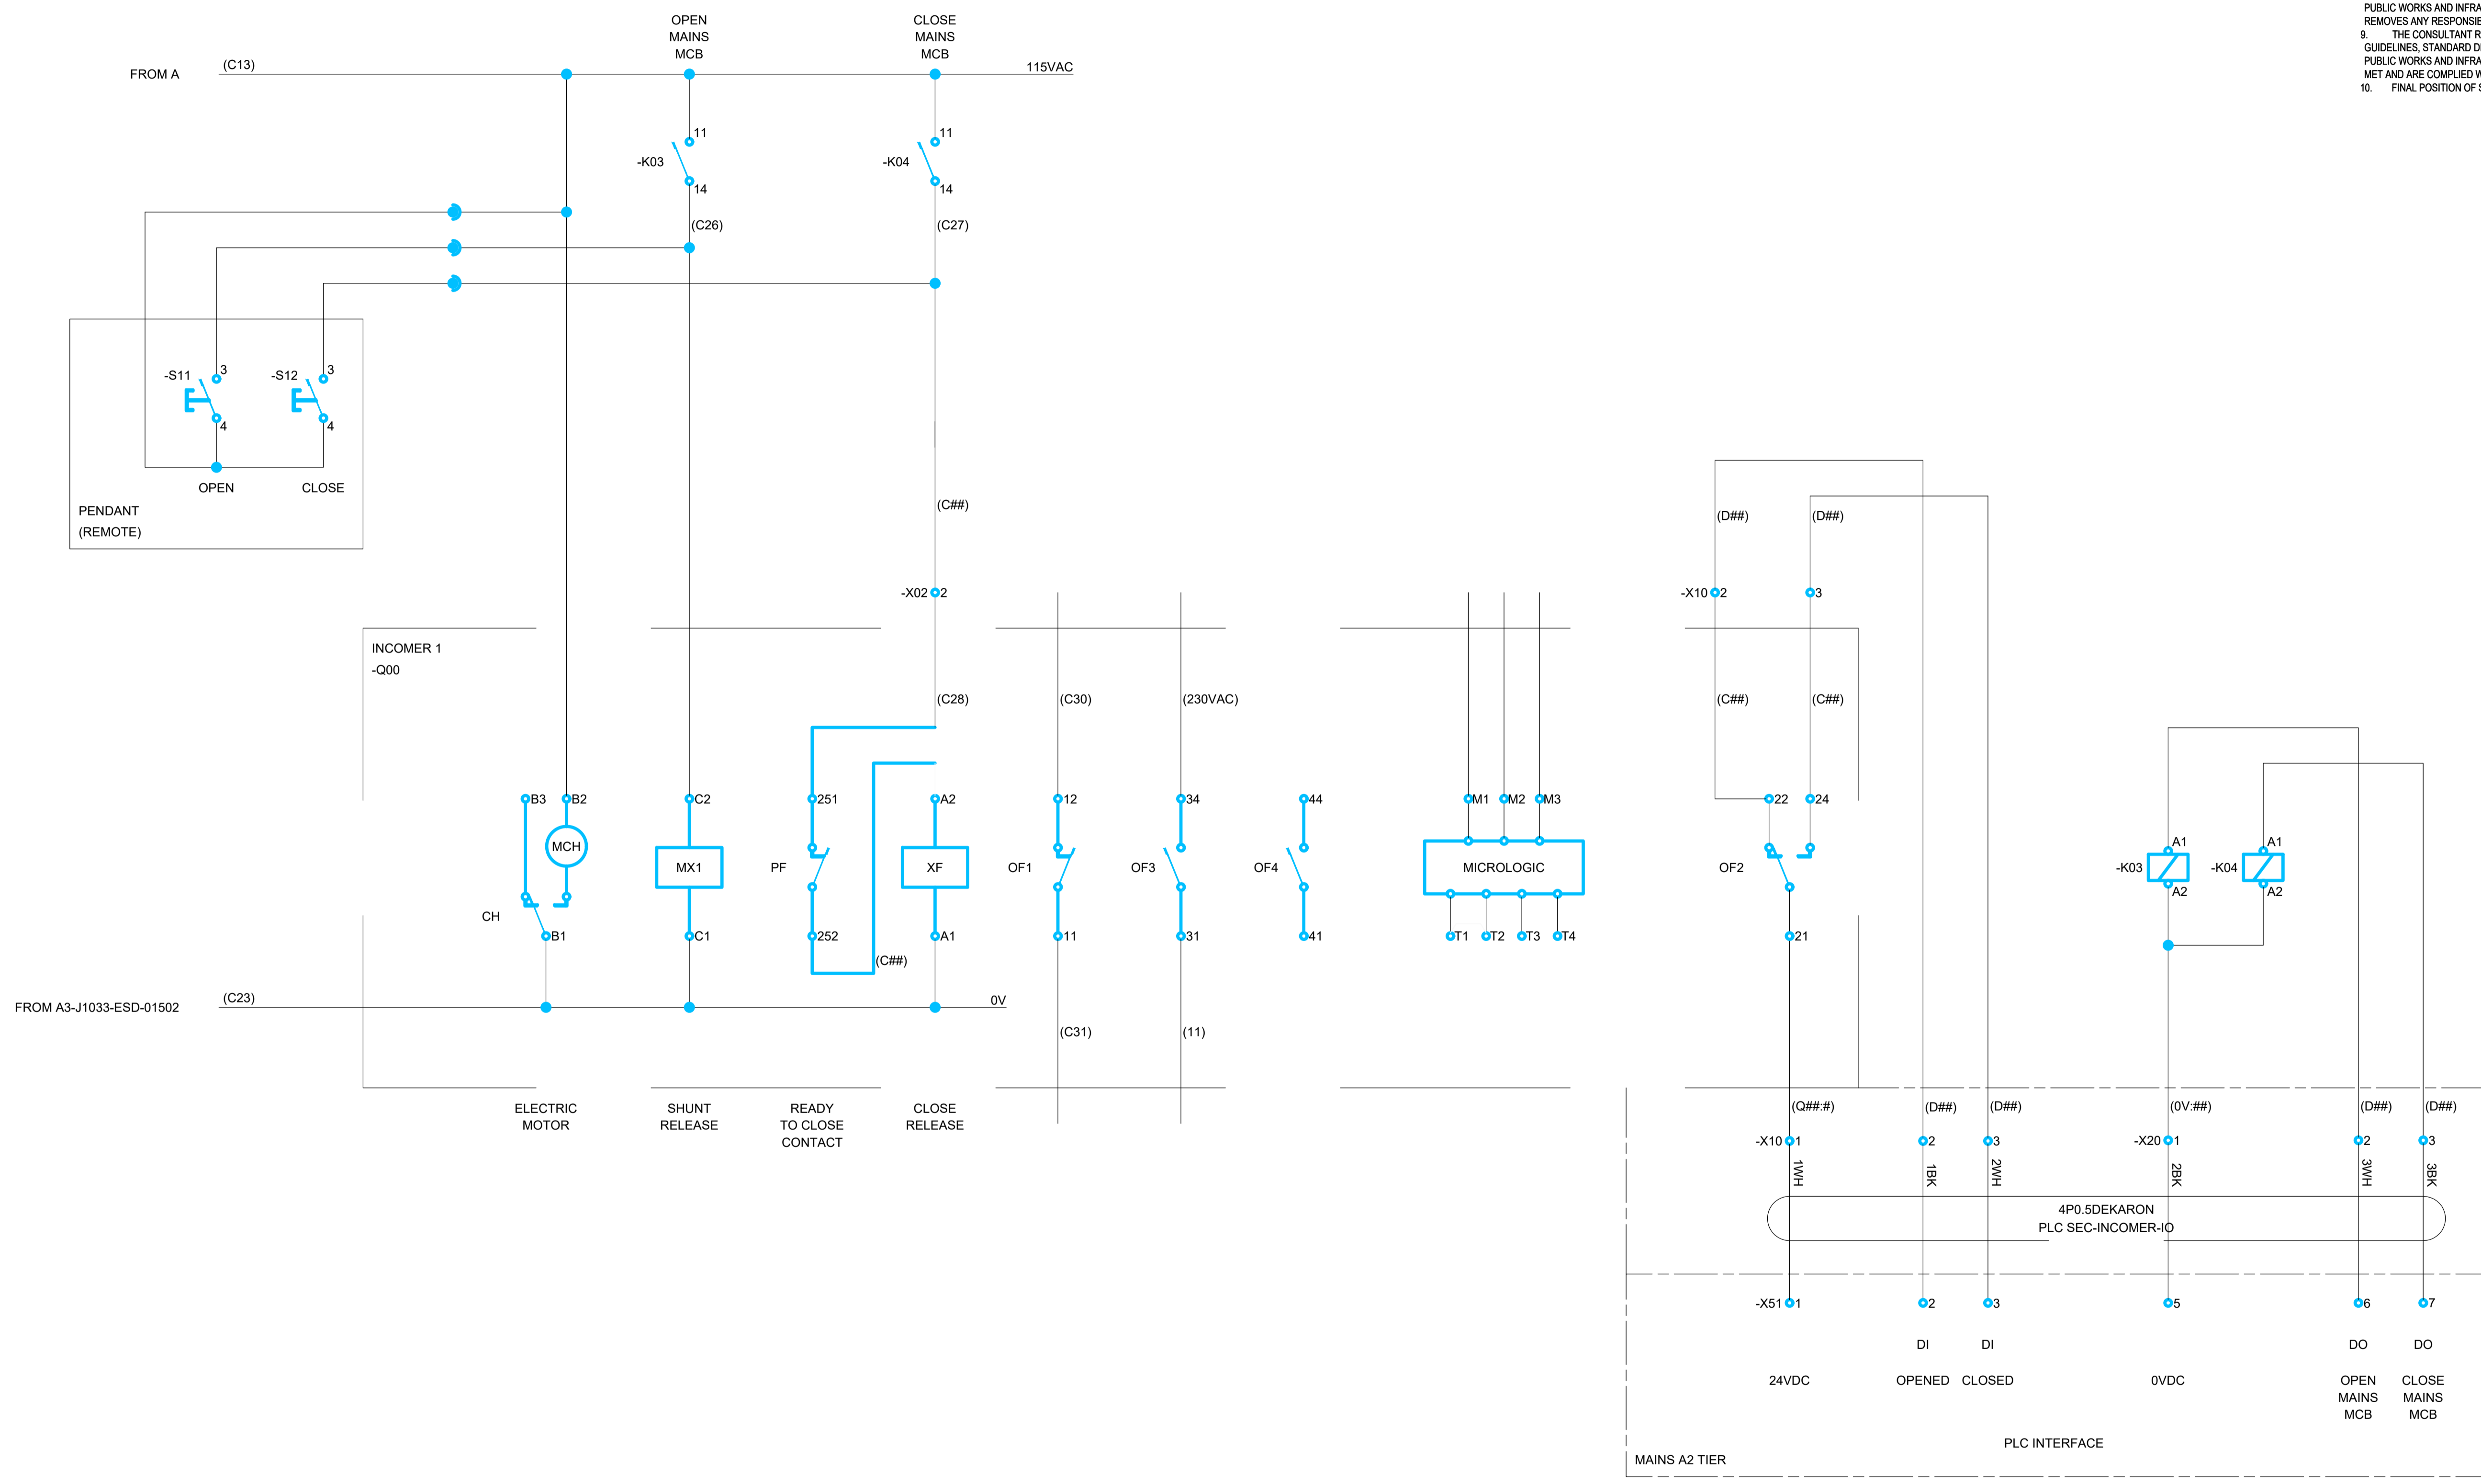 PUBLIC WORKS AND INFRA
REMOVES ANY RESPONSIB
9. THE CONSULTANT R
GUIDELINES, STANDARD D
PUBLIC WORKS AND INFRA
MET AND ARE COMPLIED W
10. FINAL POSITION OF S
OPEN
MAINS
MCB
CLOSE
MAINS
MCB
FROM A
(C13)
115VAC
11
-K03
14
(C26)
11
-K04
14
(C27)
-S11
3
4
-S12
3
4
OPEN
CLOSE
PENDANT
(REMOTE)
(C##)
(D##)
(D##)
-X02
2
-X10
2
3
INCOMER 1
-Q00
(C28)
(C30)
(230VAC)
(C##)
(C##)
B3
B2
C2
251
A2
12
34
44
M1
M2
M3
22
24
MCH
MX1
PF
XF
OF1
OF3
OF4
MICROLOGIC
OF2
-K03
A1
A2
-K04
A1
A2
CH
B1
C1
252
A1
11
31
41
T1
T2
T3
T4
21
(C##)
FROM A3-J1033-ESD-01502
(C23)
0V
(C31)
(11)
ELECTRIC
MOTOR
SHUNT
RELEASE
READY
TO CLOSE
CONTACT
CLOSE
RELEASE
(Q##:#)
(D##)
(D##)
(0V:##)
(D##)
(D##)
-X10
1
2
3
-X20
1
2
3
1WH
1BK
2WH
2BK
3WH
3BK
4P0.5DEKARON
PLC SEC-INCOMER-IO
-X51
1
2
3
5
6
7
DI
DI
DO
DO
24VDC
OPENED
CLOSED
0VDC
OPEN
MAINS
MCB
CLOSE
MAINS
MCB
PLC INTERFACE
MAINS A2 TIER